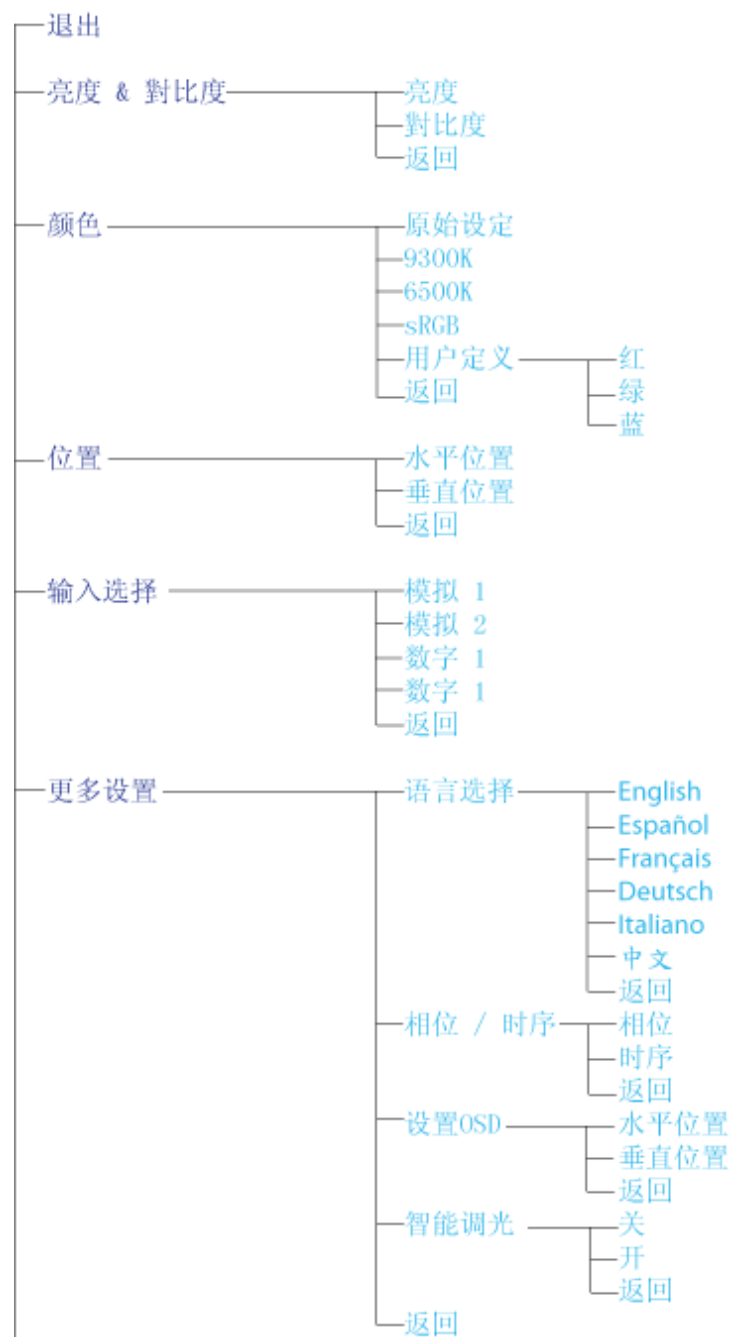 退出
亮度 & 對比度 亮度
對比度
返回
颜色 原始设定
9300K
6500K
sRGB
用户定义 红
返回 绿
蓝
位置 水平位置
垂直位置
返回
输入选择 模拟 1
模拟 2
数字 1
数字 1
返回
更多设置 语言选择 English
Español
Français
Deutsch
Italiano
中文
返回
相位 / 时序 相位
时序
返回
设置OSD 水平位置
垂直位置
返回
智能调光 关
开
返回
返回